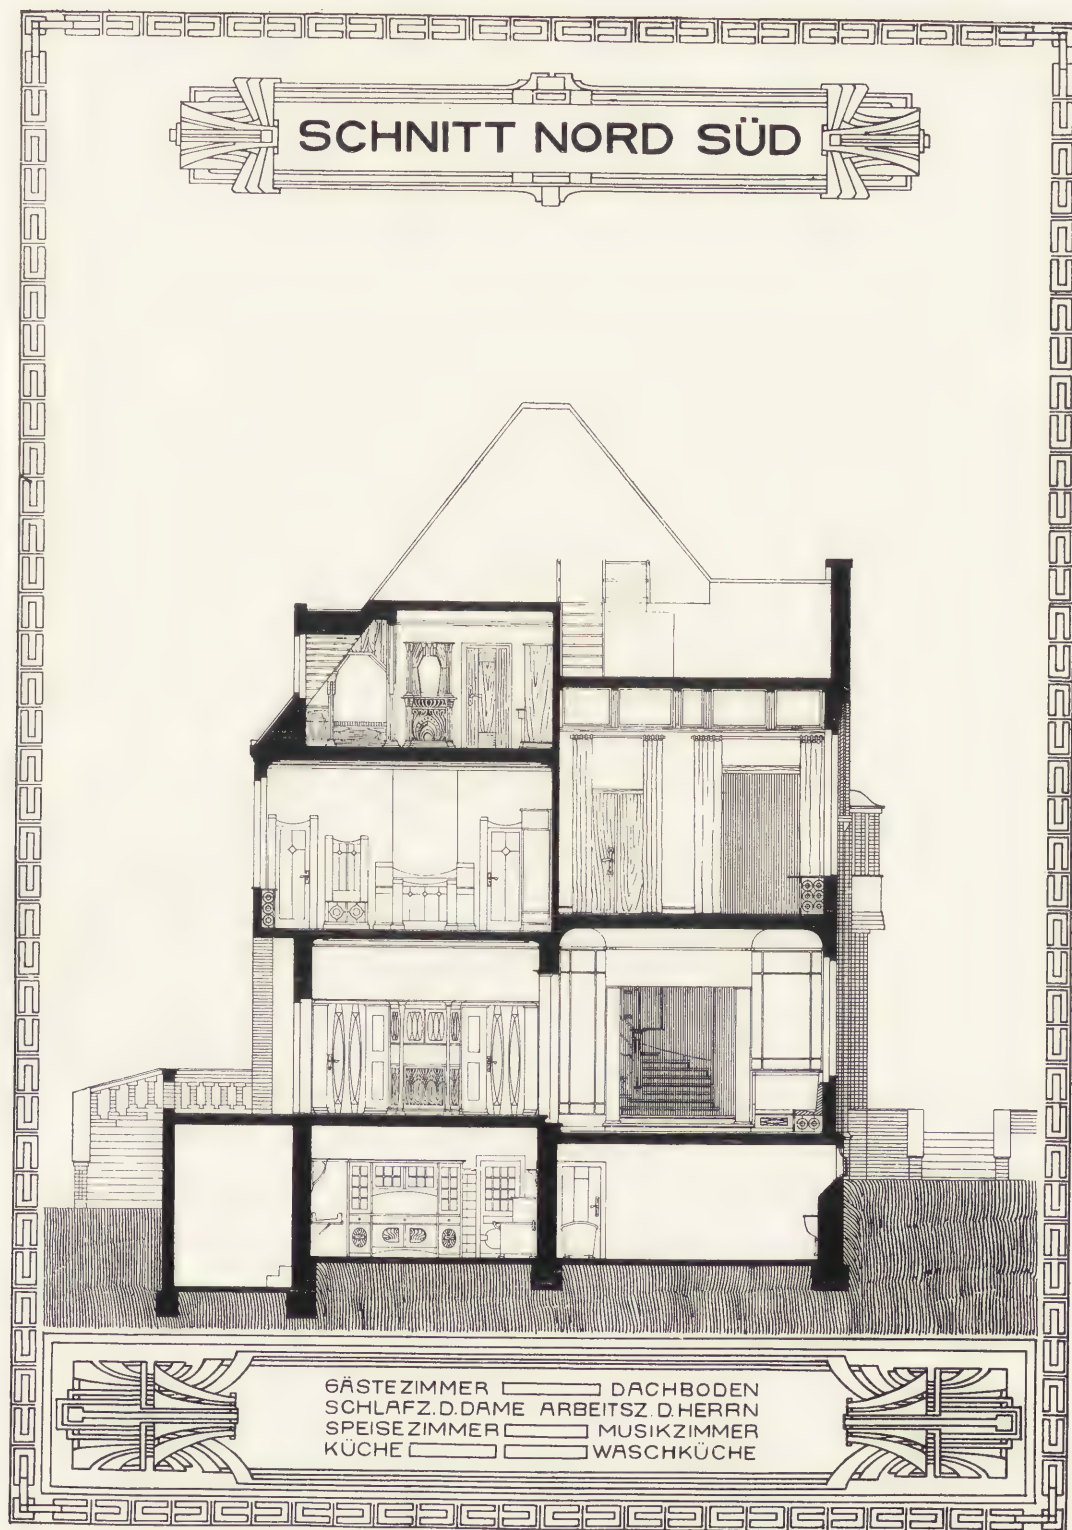 SCHNITT NORD SÜD
GÄSTEZIMMER DACHBODEN
SCHLAFZ.D.DAME ARBEITSZ.D.HERRN
SPEISEZIMMER MUSIKZIMMER
KÜCHE WASCHKÜCHE